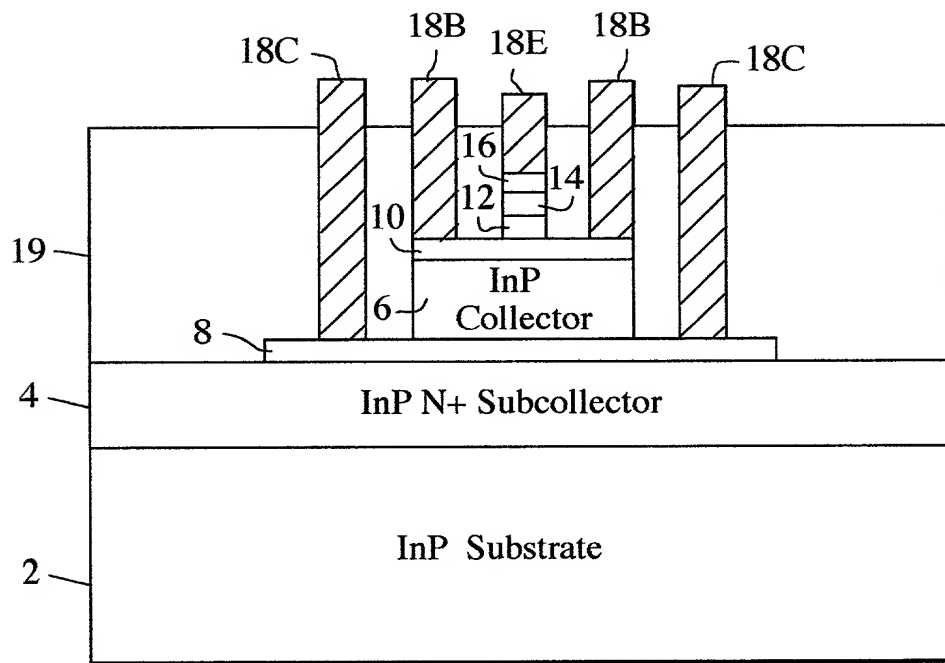 18C
18B
18E
18B
18C
16
14
12
10
19
InP
6
Collector
8
4
InP N+ Subcollector
InP Substrate
2